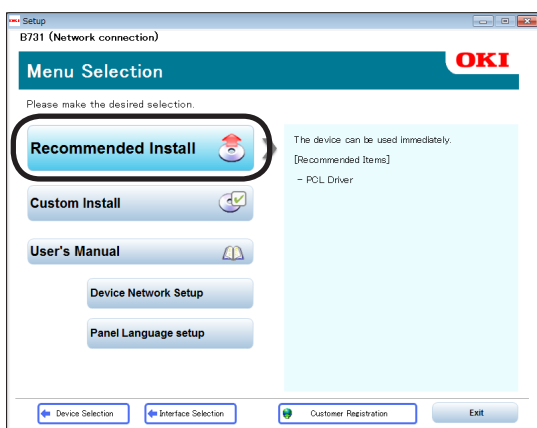 Setup
B731 (Network connection)
OKI
Menu Selection
Please make the desired selection.
Recommended Install
The device can be used immediately.
[Recommended Items]
- PCL Driver
Custom Install
User's Manual
Device Network Setup
Panel Language setup
Device Selection
Interface Selection
Customer Registration
Exit